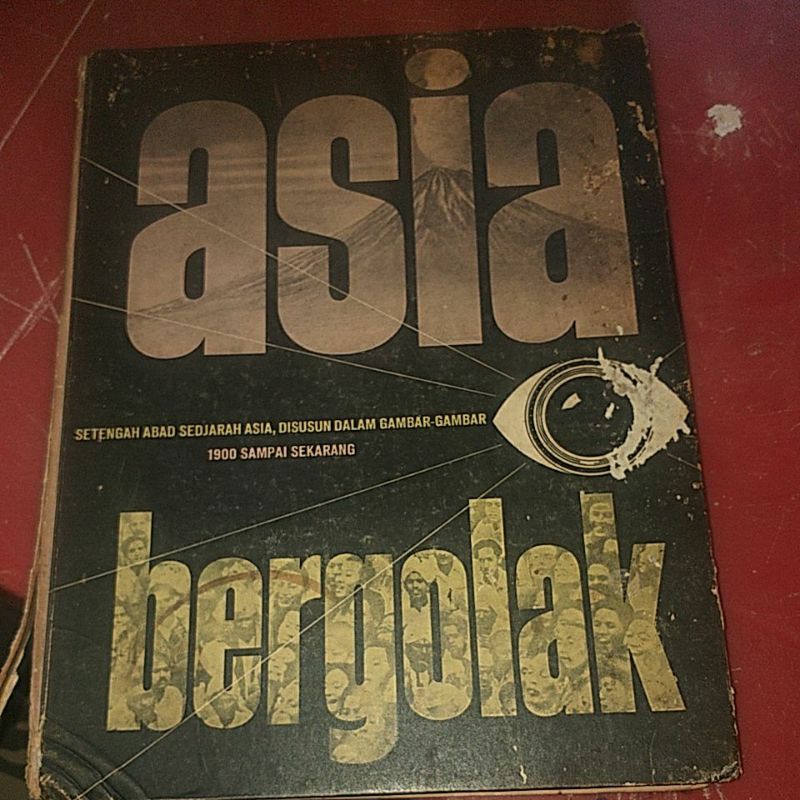 asia
SETENGAH ABAD SEDJARAH ASIA, DISUSUN DALAM GAMBAR-GAMBAR
1900 SAMPAI SEKARANG
bergolak